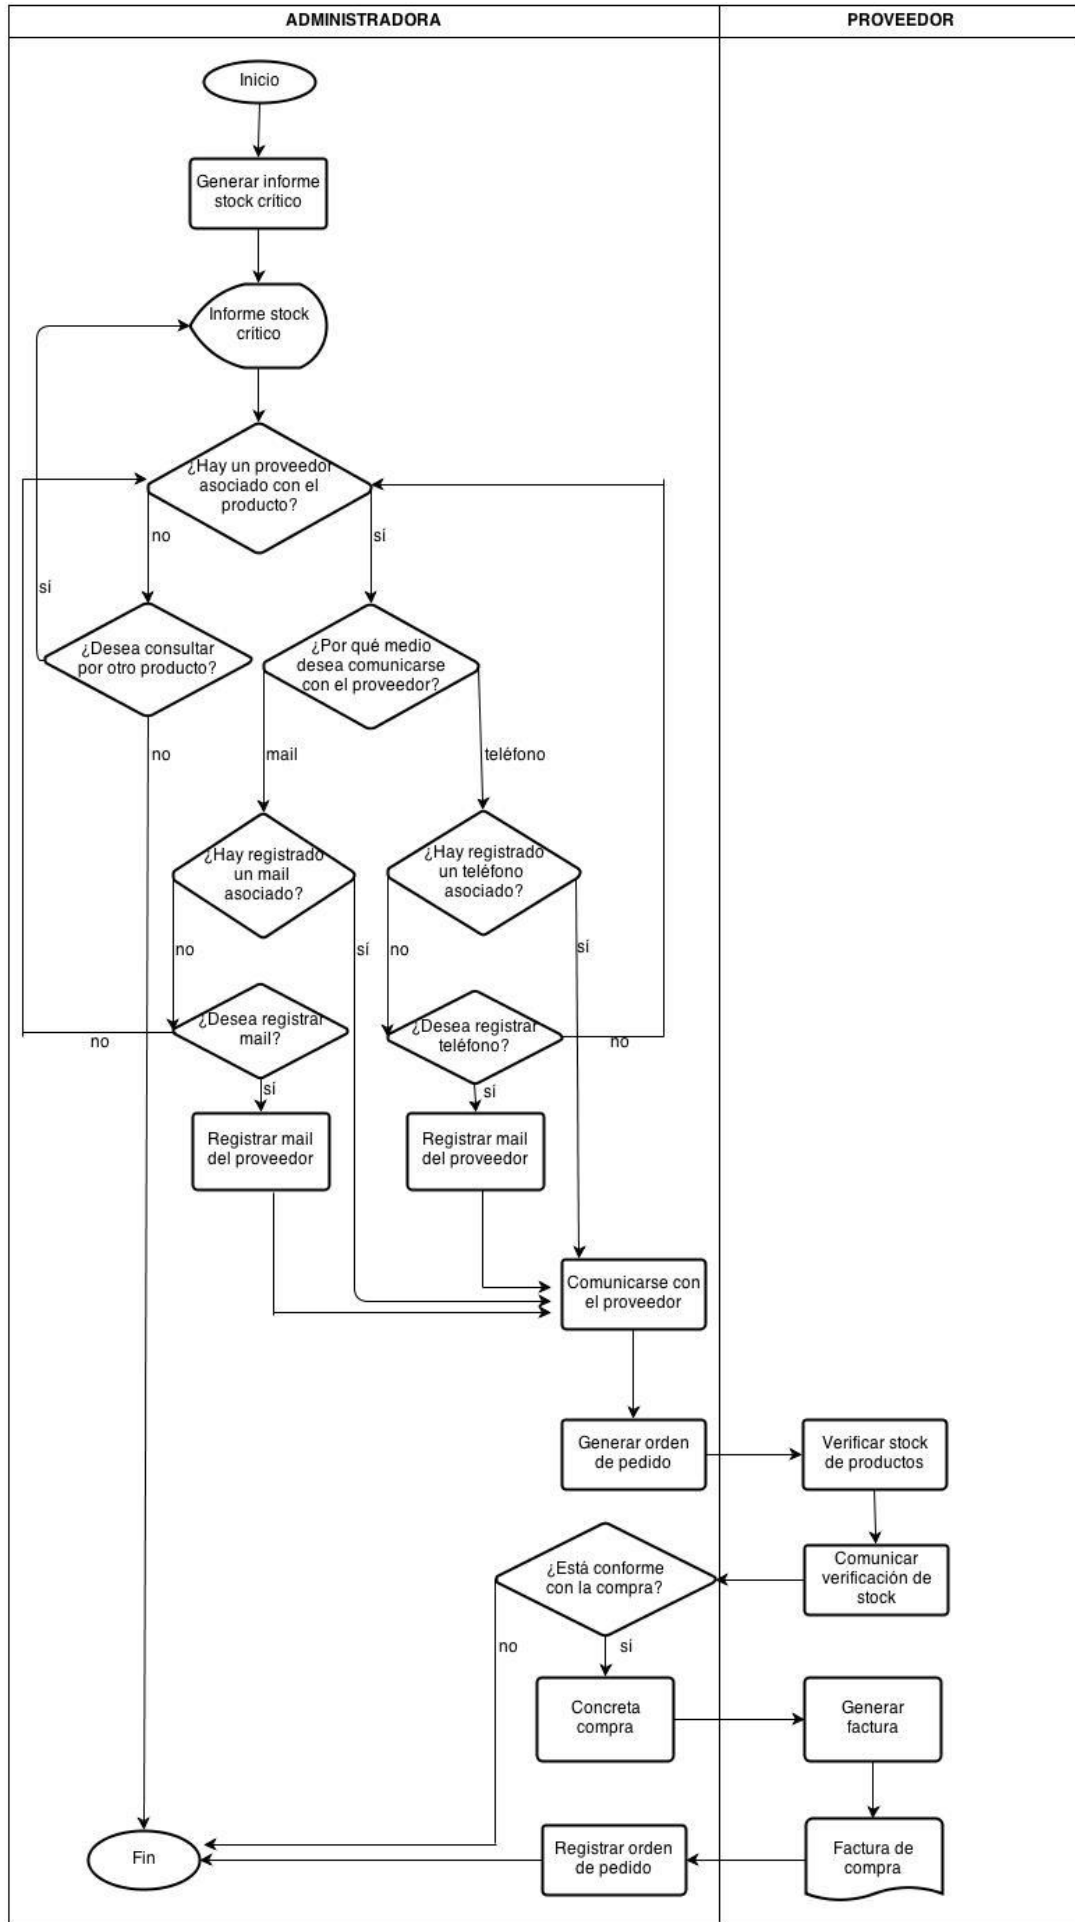 ADMINISTRADORA
PROVEEDOR
Inicio
Generar informe
stock crítico
Informe stock
crítico
¿Hay un proveedor
asociado con el
producto?
no
sí
sí
¿Desea consultar
por otro producto?
¿Por qué medio
desea comunicarse
con el proveedor?
no
mail
teléfono
¿Hay registrado
un mail
asociado?
¿Hay registrado
un teléfono
asociado?
no
sí
no
sí
¿Desea registrar
mail?
¿Desea registrar
teléfono?
no
no
sí
sí
Registrar mail
del proveedor
Registrar mail
del proveedor
Comunicarse con
el proveedor
Generar orden
de pedido
Verificar stock
de productos
¿Está conforme
con la compra?
Comunicar
verificación de
stock
no
sí
Concreta
compra
Generar
factura
Fin
Registrar orden
de pedido
Factura de
compra